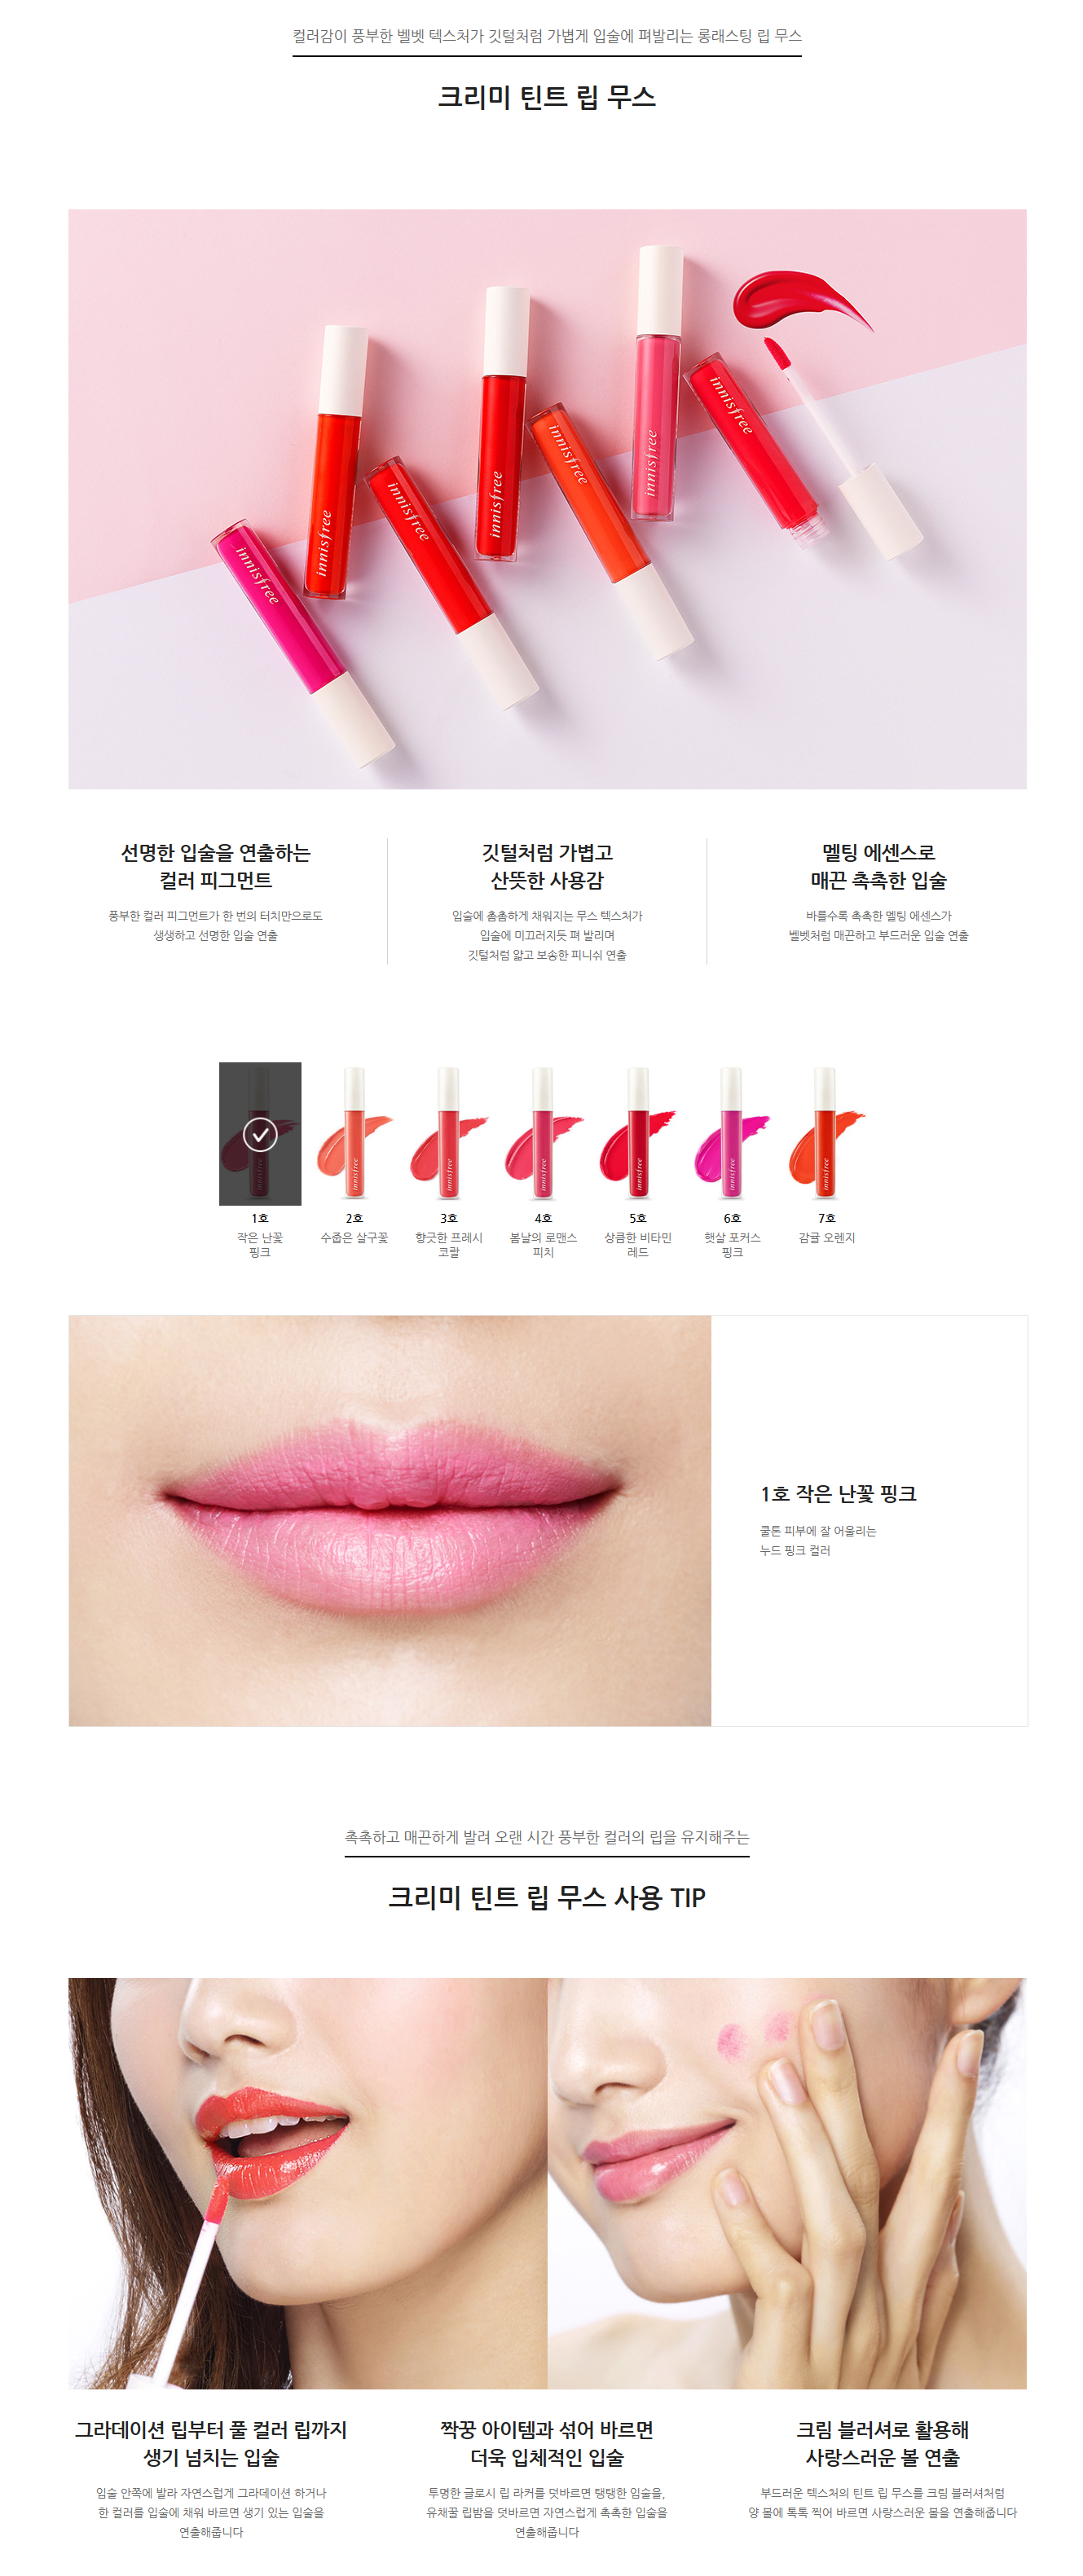 컬러감이 풍부한 벨벳 텍스처가 깃털처럼 가볍게 입술에 펴발리는 롱래스팅 립 무스
크리미 틴트 립 무스
innisfree
innisfree
innisfree
innisfree
innisfree
innisfree
innisfree
선명한 입술을 연출하는
컬러 피그먼트
풍부한 컬러 피그먼트가 한 번의 터치만으로도
생생하고 선명한 입술 연출
깃털처럼 가볍고
산뜻한 사용감
입술에 촘촘하게 채워지는 무스 텍스처가
입술에 미끄러지듯 펴 발리며
깃털처럼 얇고 보송한 피니쉬 연출
멜팅 에센스로
매끈 촉촉한 입술
바를수록 촉촉한 멜팅 에센스가
벨벳처럼 매끈하고 부드러운 입술 연출
innisfree
innisfree
innisfree
innisfree
innisfree
innisfree
innisfree
1호
작은 난꽃
핑크
2호
수줍은 살구꽃
3호
향긋한 프레시
코랄
4호
봄날의 로맨스
피치
5호
상큼한 비타민
레드
6호
햇살 포커스
핑크
7호
감귤 오렌지
1호 작은 난꽃 핑크
쿨톤 피부에 잘 어울리는
누드 핑크 컬러
촉촉하고 매끈하게 발려 오랜 시간 풍부한 컬러의 립을 유지해주는
크리미 틴트 립 무스 사용 TIP
그라데이션 립부터 풀 컬러 립까지
생기 넘치는 입술
입술 안쪽에 발라 자연스럽게 그라데이션 하거나
한 컬러를 입술에 채워 바르면 생기 있는 입술을
연출해줍니다
짝꿍 아이템과 섞어 바르면
더욱 입체적인 입술
투명한 글로시 립 라커를 덧바르면 탱탱한 입술을,
유채꿀 립밤을 덧바르면 자연스럽게 촉촉한 입술을
연출해줍니다
크림 블러셔로 활용해
사랑스러운 볼 연출
부드러운 텍스처의 틴트 립 무스를 크림 블러셔처럼
양 볼에 톡톡 찍어 바르면 사랑스러운 볼을 연출해줍니다